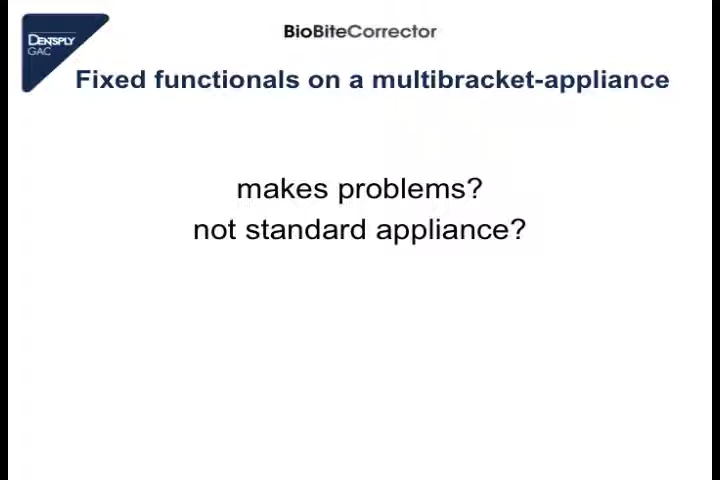 DENTSPLY
GAC
BioBiteCorrector
Fixed functionals on a multibracket-appliance
makes problems?
not standard appliance?